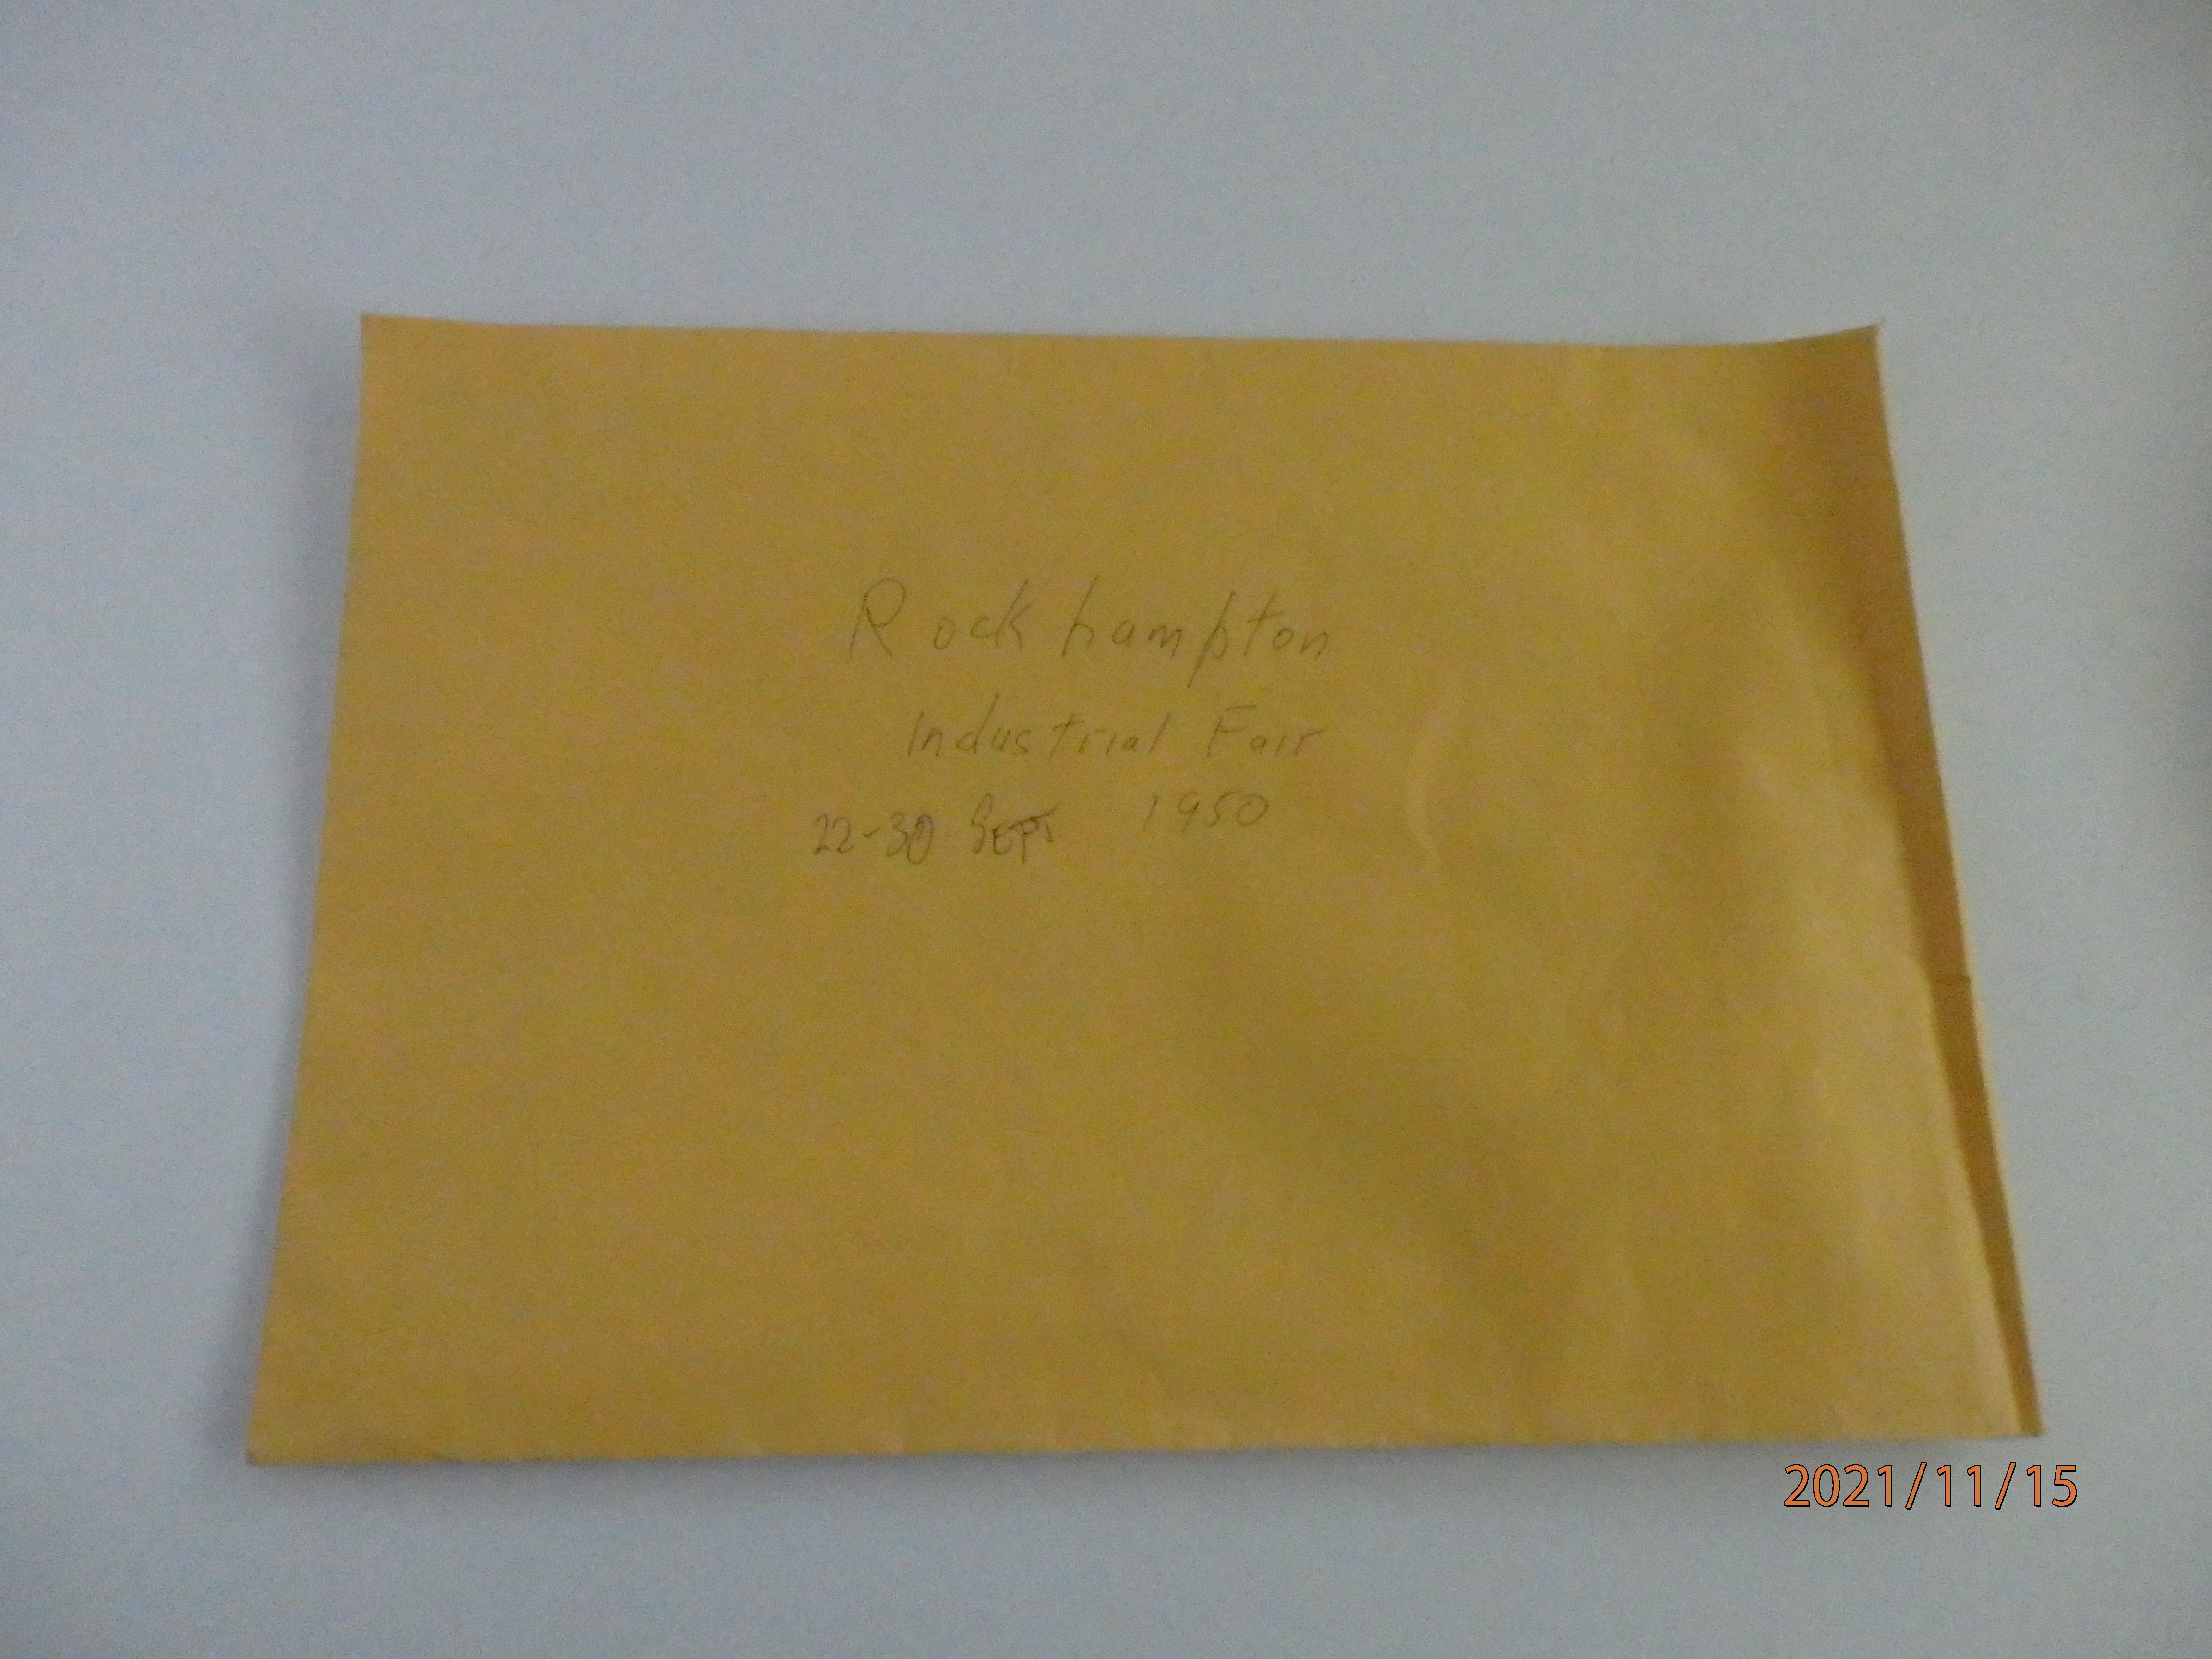 Rockhampton
Industrial Fair
22-30 SEPT 1950
2021/11/15